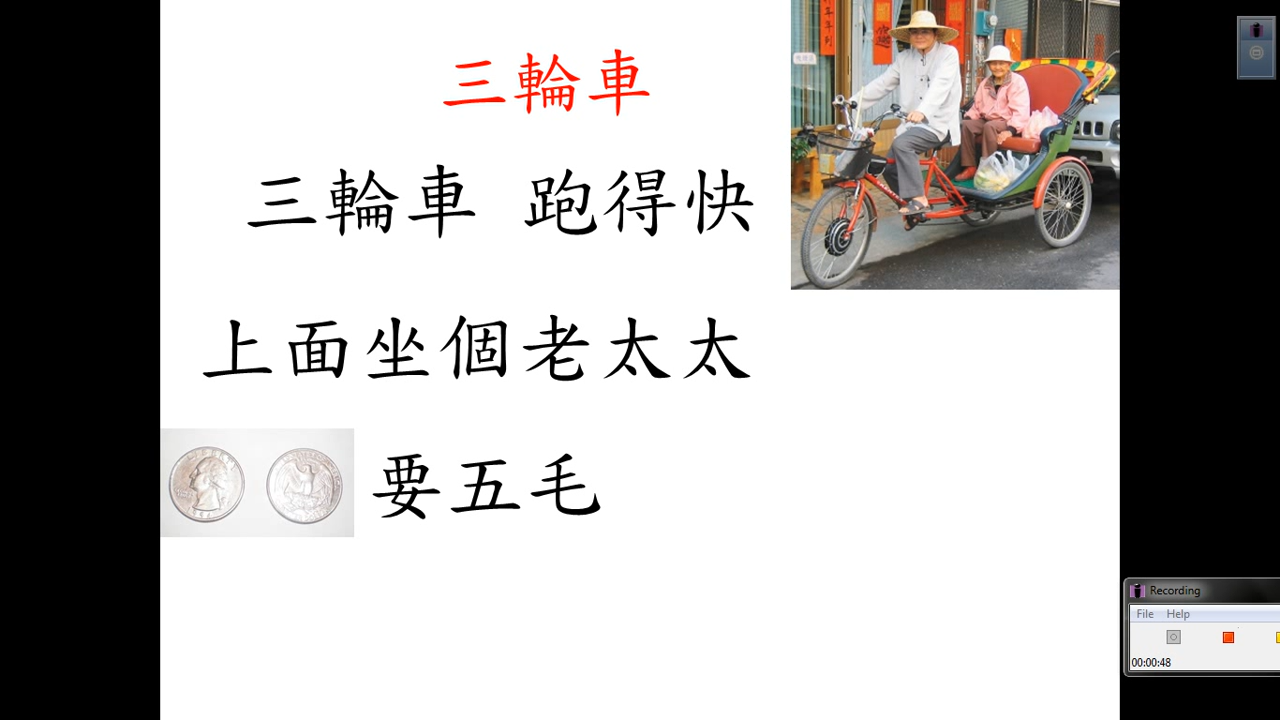 三輪車
三輪車 跑得快
上面坐個老太太
要五毛
Recording
File Help
00:00:48